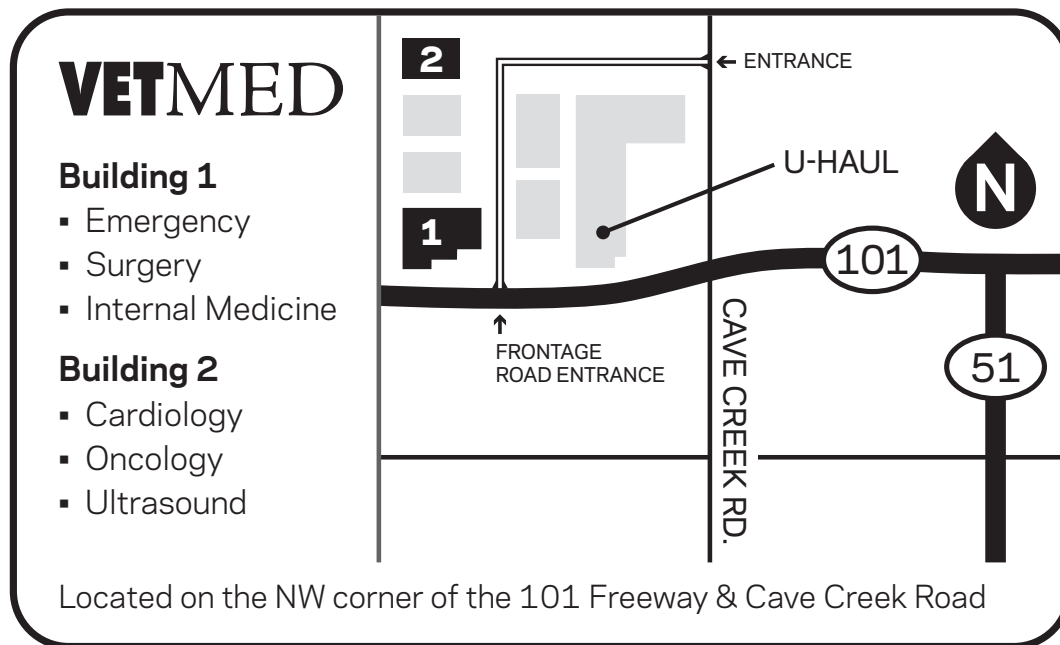 VETMED
Building 1
▪ Emergency
▪ Surgery
▪ Internal Medicine
Building 2
▪ Cardiology
▪ Oncology
▪ Ultrasound
2
← ENTRANCE
U-HAUL
N
1
101
↑
FRONTAGE
ROAD ENTRANCE
CAVE CREEK RD.
51
Located on the NW corner of the 101 Freeway & Cave Creek Road